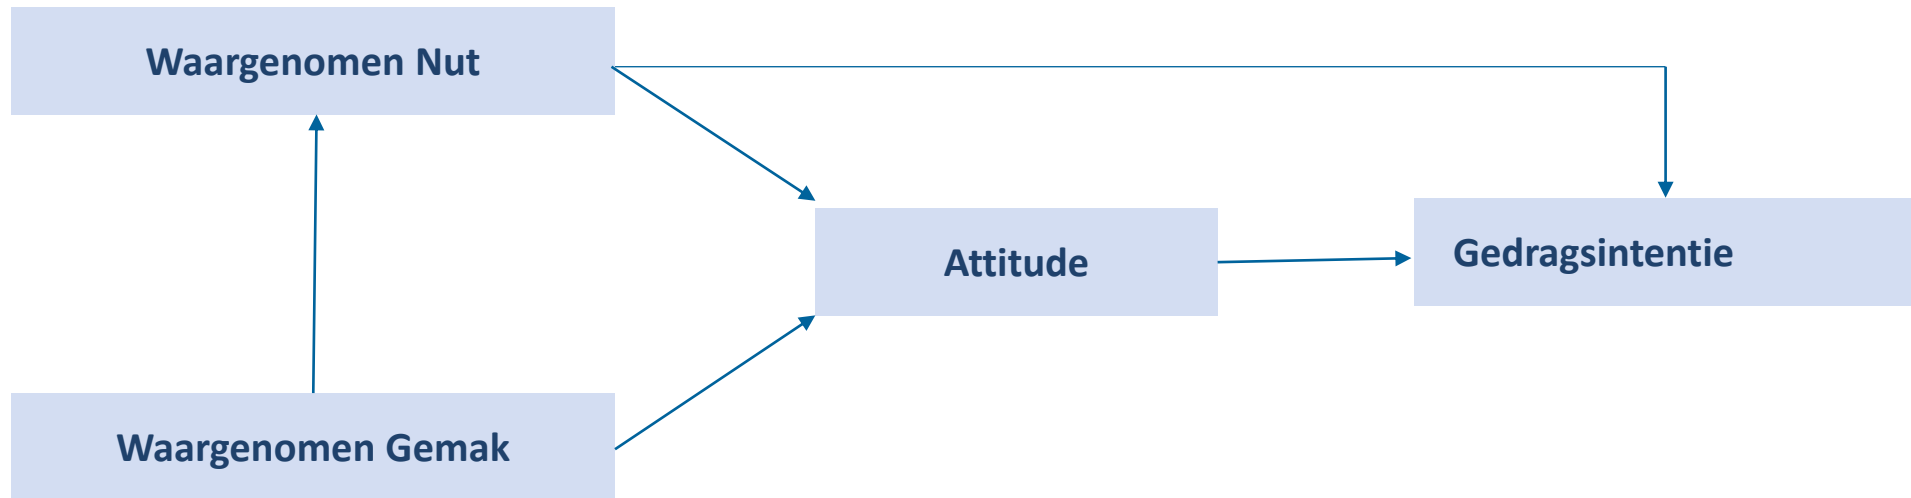 Waargenomen Nut
Attitude
Gedragsintentie
Waargenomen Gemak